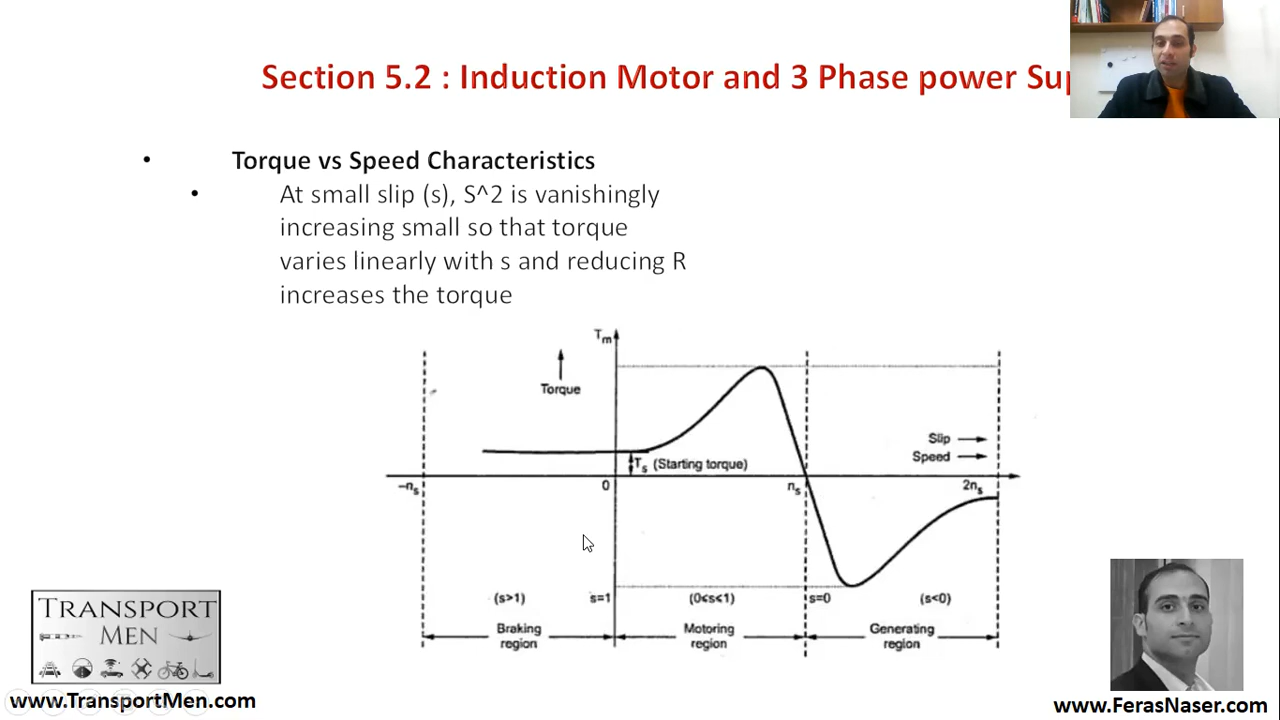 Section 5.2 : Induction Motor and 3 Phase power Sup
• Torque vs Speed Characteristics
• At small slip (s), S^2 is vanishingly
increasing small so that torque
varies linearly with s and reducing R
increases the torque
Tm
Torque
Slip
Speed
Ts (Starting torque)
-ns 0 ns 2ns
(s>1) s=1 (0<s<1) s=0 (s<0)
Braking region
Motoring region
Generating region
TRANSPORT
MEN
www.TransportMen.com
www.FerasNaser.com